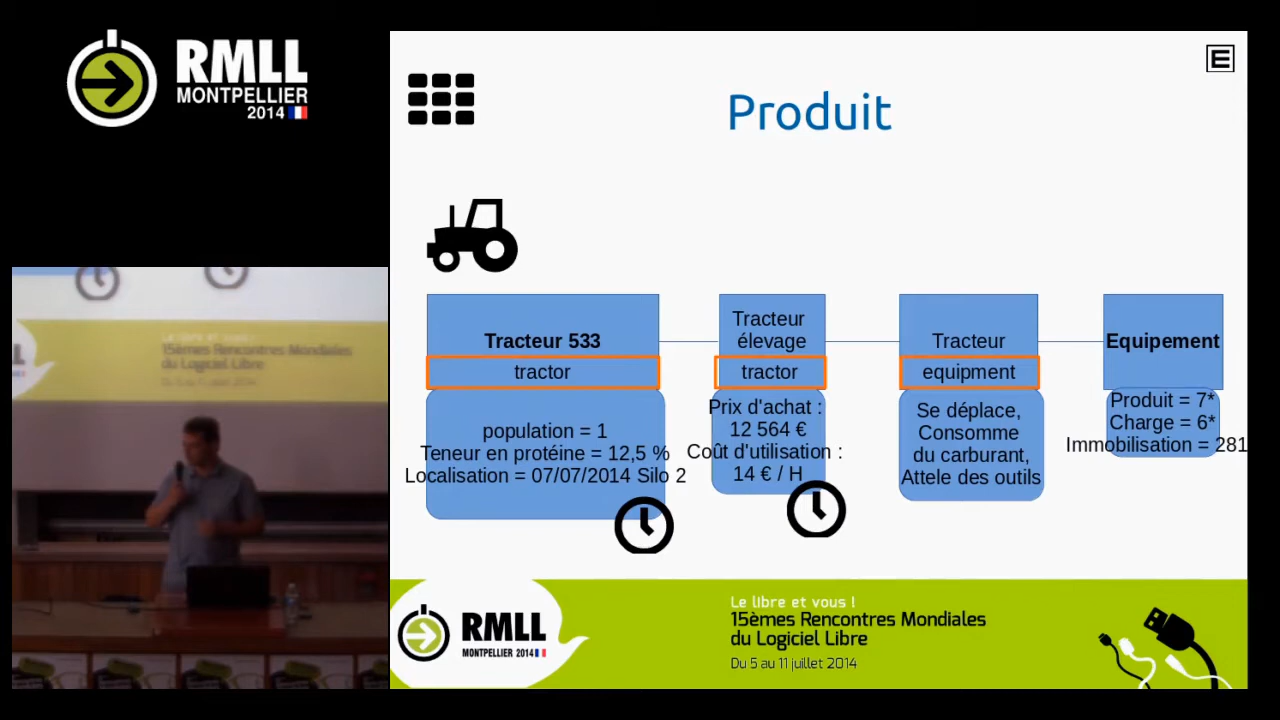 RMLL
MONTPELLIER
2014
E
Produit
Tracteur 533
tractor
population = 1
Teneur en protéine = 12,5 %
Localisation = 07/07/2014 Silo 2
Tracteur
élevage
tractor
Prix d'achat :
12 564 €
Coût d'utilisation :
14 € / H
Tracteur
equipment
Se déplace,
Consomme
du carburant,
Attele des outils
Equipement
Produit = 7*
Charge = 6*
Immobilisation = 281
15èmes Rencontres Mondiales
du Logiciel Libre
RMLL
MONTPELLIER 2014
Le libre et vous !
15èmes Rencontres Mondiales
du Logiciel Libre
Du 5 au 11 juillet 2014